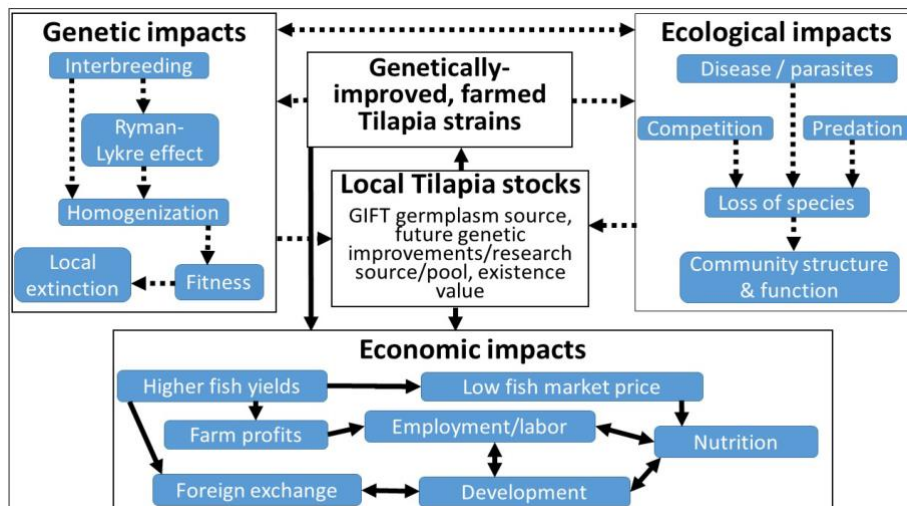 Genetic impacts
Interbreeding
Ryman-
Lykre effect
Homogenization
Local
extinction
Fitness
Genetically-
improved, farmed
Tilapia strains
Local Tilapia stocks
GIFT germplasm source,
future genetic
improvements/research
source/pool, existence
value
Ecological impacts
Disease / parasites
Competition
Predation
Loss of species
Community structure
& function
Economic impacts
Higher fish yields
Low fish market price
Farm profits
Employment/labor
Nutrition
Foreign exchange
Development